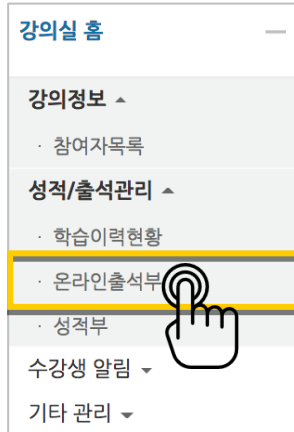 강의실 홈
강의정보
· 참여자목록
성적/출석관리
· 학습이력현황
· 온라인출석부
· 성적부
수강생 알림
기타 관리